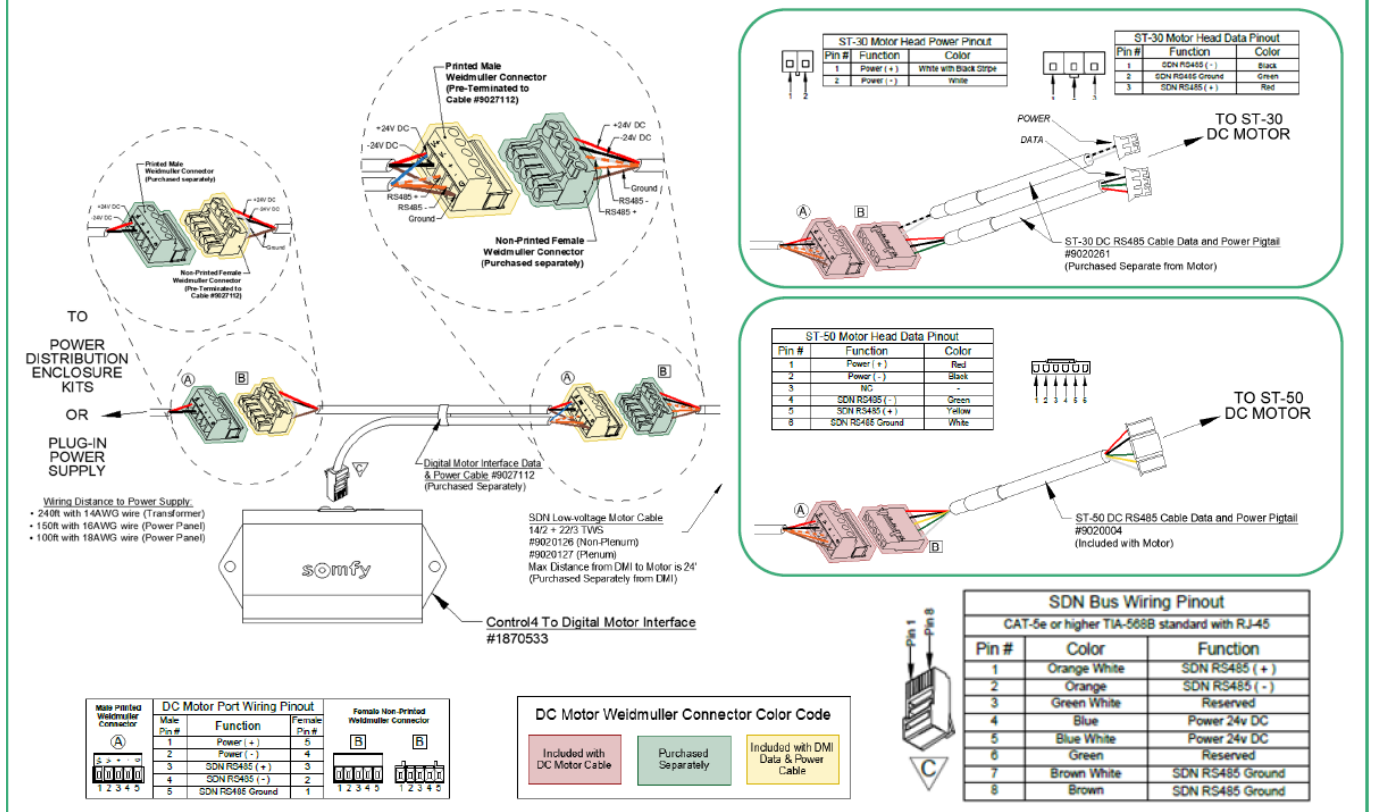 Printed Male
Weidmuller Connector
(Purchased separately)
+24V DC
-24V DC
+24V DC
-24V DC
Ground
Non-Printed Female
Weidmuller Connector
(Pre-Terminated to
Cable #9027112)
Printed Male
Weidmuller Connector
(Pre-Terminated to
Cable #9027112)
+24V DC
-24V DC
+24V DC
-24V DC
RS485 +
RS485 -
Ground
Ground
RS485 -
RS485 +
Non-Printed Female
Weidmuller Connector
(Purchased separately)
TO
POWER
DISTRIBUTION
ENCLOSURE
KITS
OR
PLUG-IN
POWER
SUPPLY
A
B
A
B
C
Wiring Distance to Power Supply:
• 240ft with 14AWG wire (Transformer)
• 150ft with 16AWG wire (Power Panel)
• 100ft with 18AWG wire (Power Panel)
Digital Motor Interface Data
& Power Cable #9027112
(Purchased Separately)
SDN Low-voltage Motor Cable
14/2 + 22/3 TWS
#9020126 (Non-Plenum)
#9020127 (Plenum)
Max Distance from DMI to Motor is 24'
(Purchased Separately from DMI)
somfy
Control4 To Digital Motor Interface
#1870533
ST-30 Motor Head Power Pinout
Pin # Function Color
1 Power ( + ) White with Black Stripe
2 Power ( - ) White
1 2
ST-30 Motor Head Data Pinout
Pin # Function Color
1 SDN RS485 ( - ) Black
2 SDN RS485 Ground Green
3 SDN RS485 ( + ) Red
1 2 3
POWER
DATA
TO ST-30
DC MOTOR
A
B
ST-30 DC RS485 Cable Data and Power Pigtail
#9020261
(Purchased Separate from Motor)
ST-50 Motor Head Data Pinout
Pin # Function Color
1 Power ( + ) Red
2 Power ( - ) Black
3 NC -
4 SDN RS485 ( - ) Green
5 SDN RS485 ( + ) Yellow
6 SDN RS485 Ground White
1 2 3 4 5 6
TO ST-50
DC MOTOR
A
B
ST-50 DC RS485 Cable Data and Power Pigtail
#9020004
(Included with Motor)
Pin 1
Pin 8
C
SDN Bus Wiring Pinout
CAT-5e or higher TIA-568B standard with RJ-45
Pin # Color Function
1 Orange White SDN RS485 ( + )
2 Orange SDN RS485 ( - )
3 Green White Reserved
4 Blue Power 24v DC
5 Blue White Power 24v DC
6 Green Reserved
7 Brown White SDN RS485 Ground
8 Brown SDN RS485 Ground
Male Printed
Weidmuller
Connector
A
1 2 3 4 5
DC Motor Port Wiring Pinout
Male Pin # Function Female Pin #
1 Power ( + ) 5
2 Power ( - ) 4
3 SDN RS485 ( + ) 3
4 SDN RS485 ( - ) 2
5 SDN RS485 Ground 1
Female Non-Printed
Weidmuller Connector
B B
1 2 3 4 5 1 2 3 4 5
DC Motor Weidmuller Connector Color Code
Included with
DC Motor Cable
Purchased
Separately
Included with DMI
Data & Power
Cable